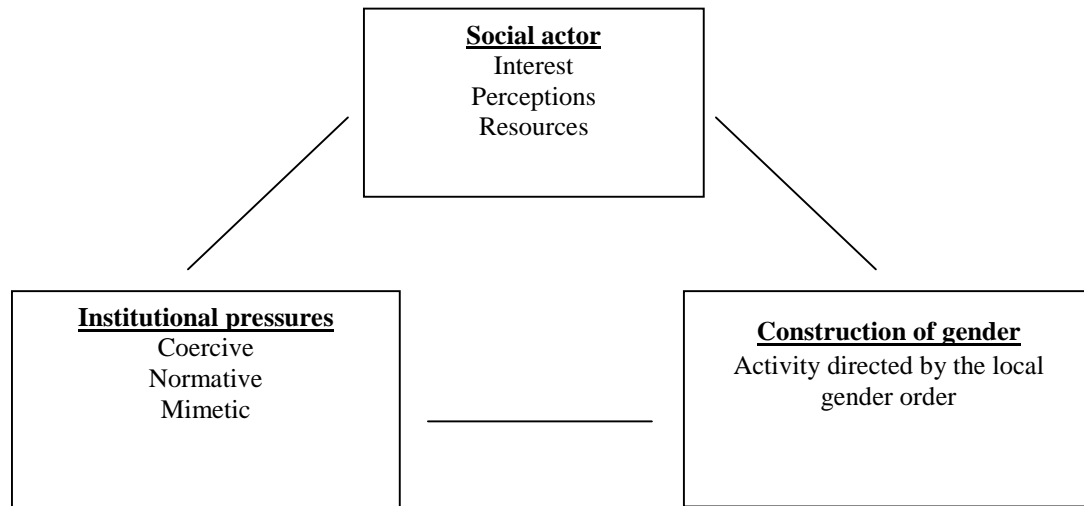 Social actor
Interest
Perceptions
Resources
Institutional pressures
Coercive
Normative
Mimetic
Construction of gender
Activity directed by the local
gender order